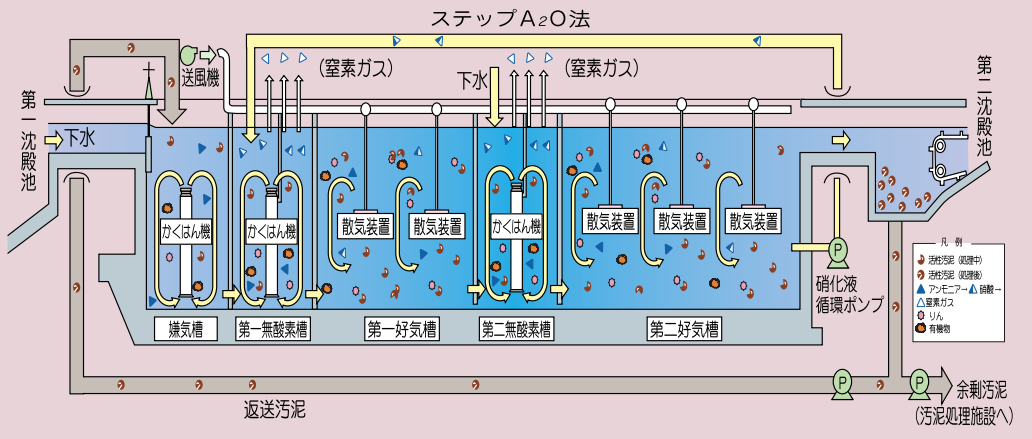 ステップA₂O法
送風機
(窒素ガス)
下水
(窒素ガス)
第一沈殿池
下水
第二沈殿池
かくはん機
かくはん機
散気装置
散気装置
かくはん機
散気装置
散気装置
散気装置
P
硝化液
循環ポンプ
嫌気槽
第一無酸素槽
第一好気槽
第二無酸素槽
第二好気槽
凡 例
活性汚泥(処理中)
活性汚泥(処理後)
アンモニア→硝酸→
窒素ガス
りん
有機物
返送汚泥
P
P
余剰汚泥
(汚泥処理施設へ)